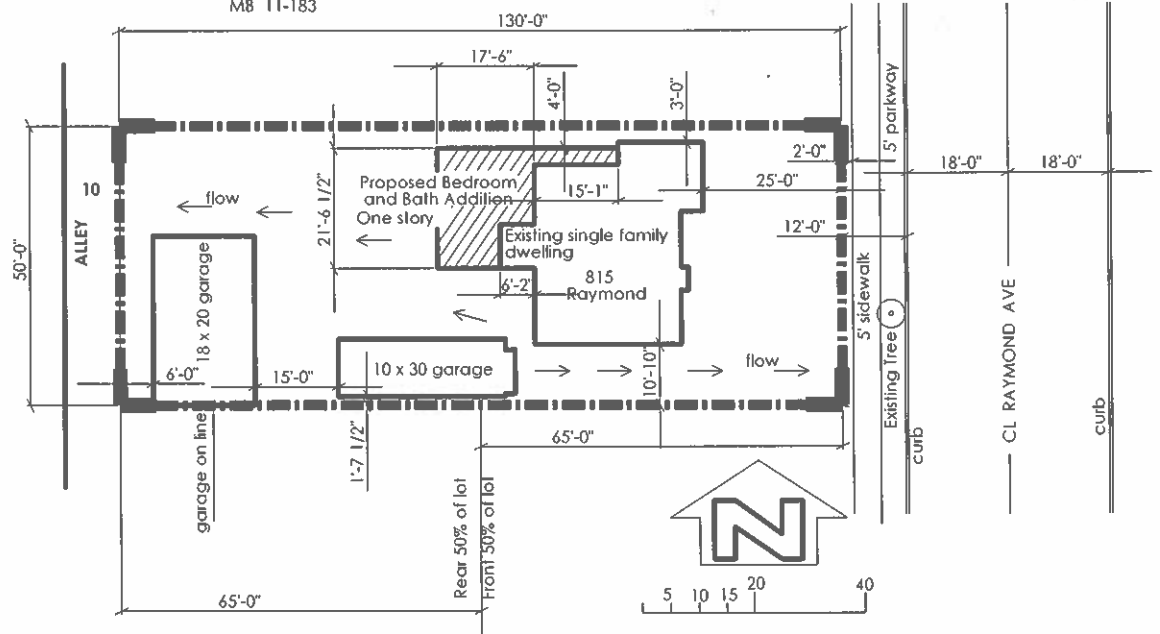 MB 11-183
130'-0"
17'-6"
4'-0"
3'-0"
5' parkway
2'-0"
18'-0"
18'-0"
10
ALLEY
flow
21'-6 1/2"
Proposed Bedroom
and Bath Addition
One story
15'-1"
25'-0"
12'-0"
50'-0"
Existing single family
dwelling
815
Raymond
6'-2"
18 x 20 garage
5' sidewalk
Existing Tree
CL RAYMOND AVE
6'-0"
15'-0"
10 x 30 garage
10'-10"
flow
curb
curb
garage on line
1'-7 1/2"
65'-0"
Rear 50% of lot
Front 50% of lot
N
65'-0"
5 10 15 20 40